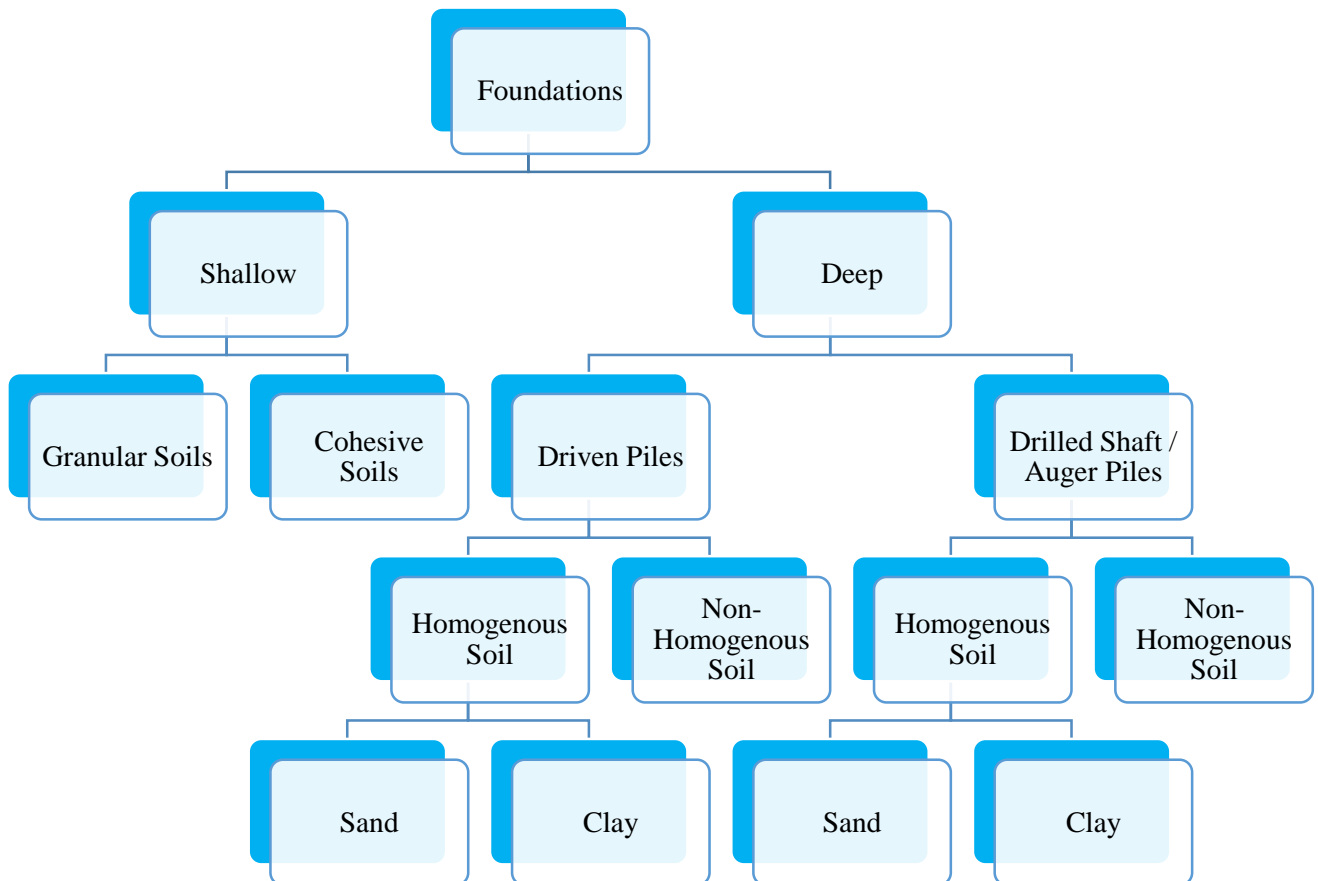 Foundations
Shallow
Deep
Granular Soils
Cohesive
Soils
Driven Piles
Drilled Shaft /
Auger Piles
Homogenous
Soil
Non-
Homogenous
Soil
Homogenous
Soil
Non-
Homogenous
Soil
Sand
Clay
Sand
Clay